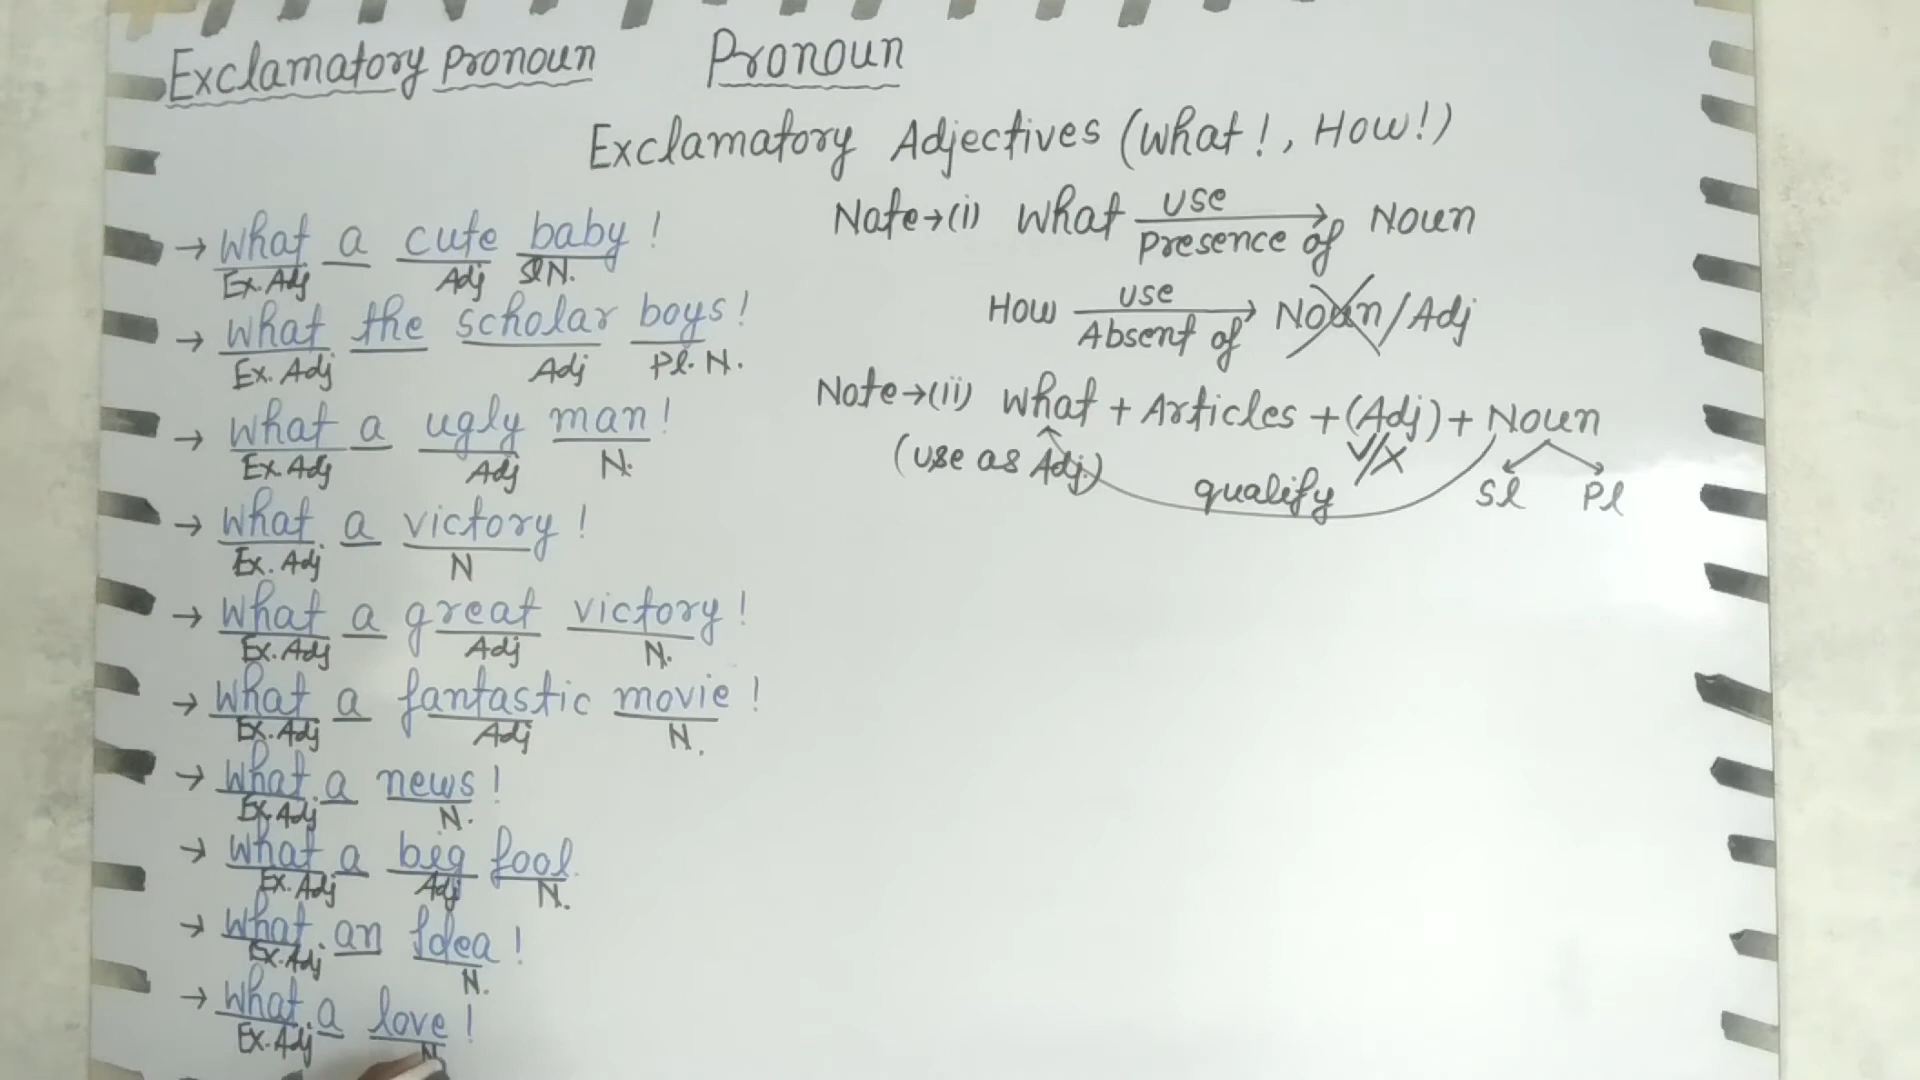 Exclamatory pronoun
Pronoun
Exclamatory Adjectives (What!, How!)
→ What a cute baby!
Ex. Adj Adj Sl N.
→ What the scholar boys!
Ex. Adj Adj Pl. N.
→ What a ugly man!
Ex. Adj Adj N.
→ What a victory!
Ex. Adj N
→ What a great victory!
Ex. Adj Adj N.
→ What a fantastic movie!
Ex. Adj Adj N.
→ What a news!
Ex. Adj N.
→ What a big fool.
Ex. Adj Adj N.
→ What an Idea!
Ex. Adj N.
→ What a love!
Ex. Adj N
Note→(i) What use Presence of → Noun
How use Absent of → Noun/Adj
Note→(ii) What + Articles + (Adj) + Noun
(use as Adj.) qualify ✓/X Sl Pl